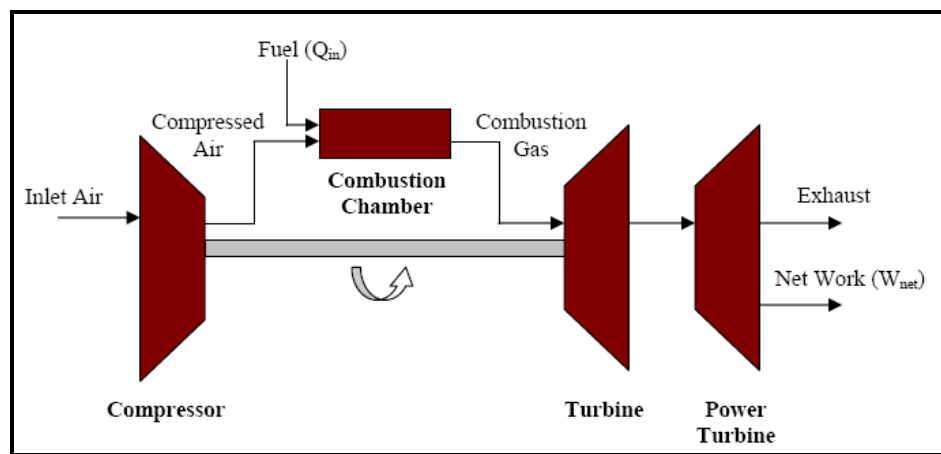 Fuel (Qin)
Compressed
Air
Combustion
Gas
Combustion
Chamber
Inlet Air
Exhaust
Net Work (Wnet)
Compressor
Turbine
Power
Turbine